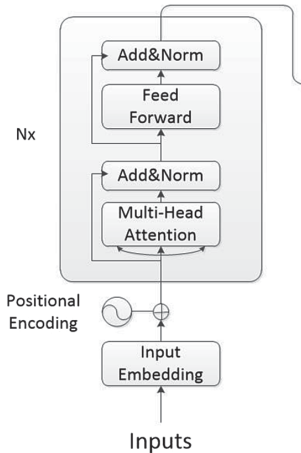 Add&Norm
Feed
Forward
Nx
Add&Norm
Multi-Head
Attention
Positional
Encoding
Input
Embedding
Inputs